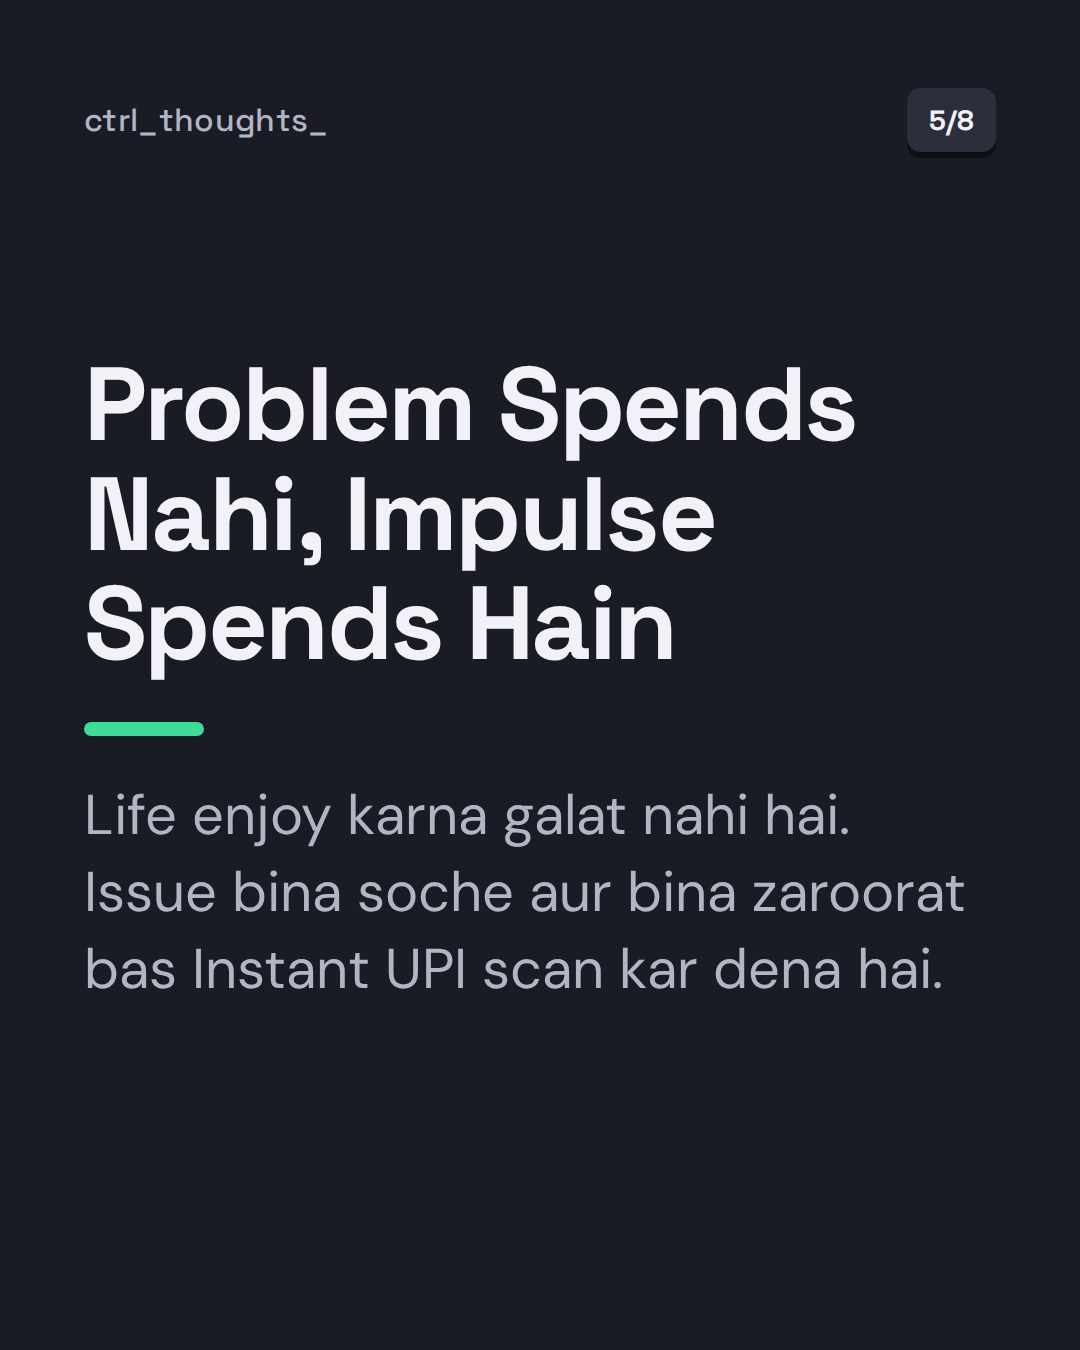 ctrl_thoughts_
5/8
Problem Spends
Nahi, Impulse
Spends Hain
Life enjoy karna galat nahi hai.
Issue bina soche aur bina zaroorat
bas Instant UPI scan kar dena hai.